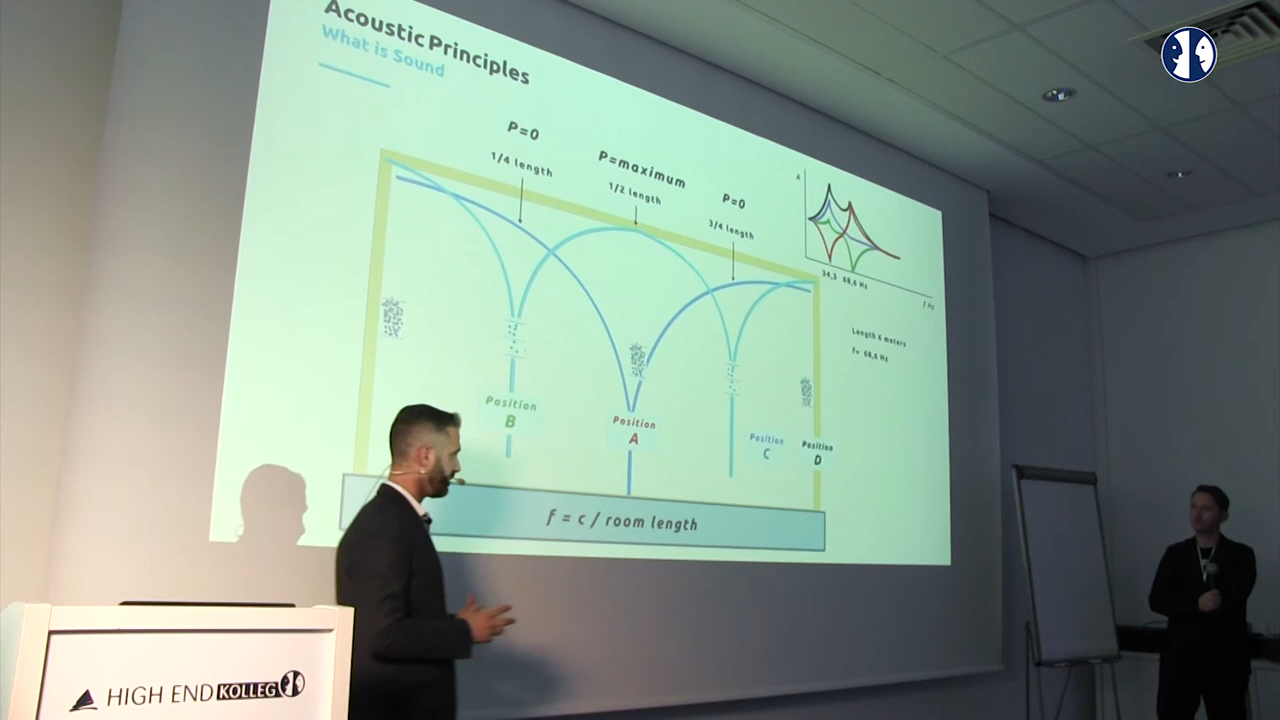 Acoustic Principles
What is Sound
P=0
1/4 length
P=maximum
1/2 length
P=0
3/4 length
A
34,3 68,6 Hz
f Hz
Length 6 meters
f= 68,6 Hz
Position
B
Position
A
Position
C
Position
D
f = c / room length
HIGH END KOLLEG